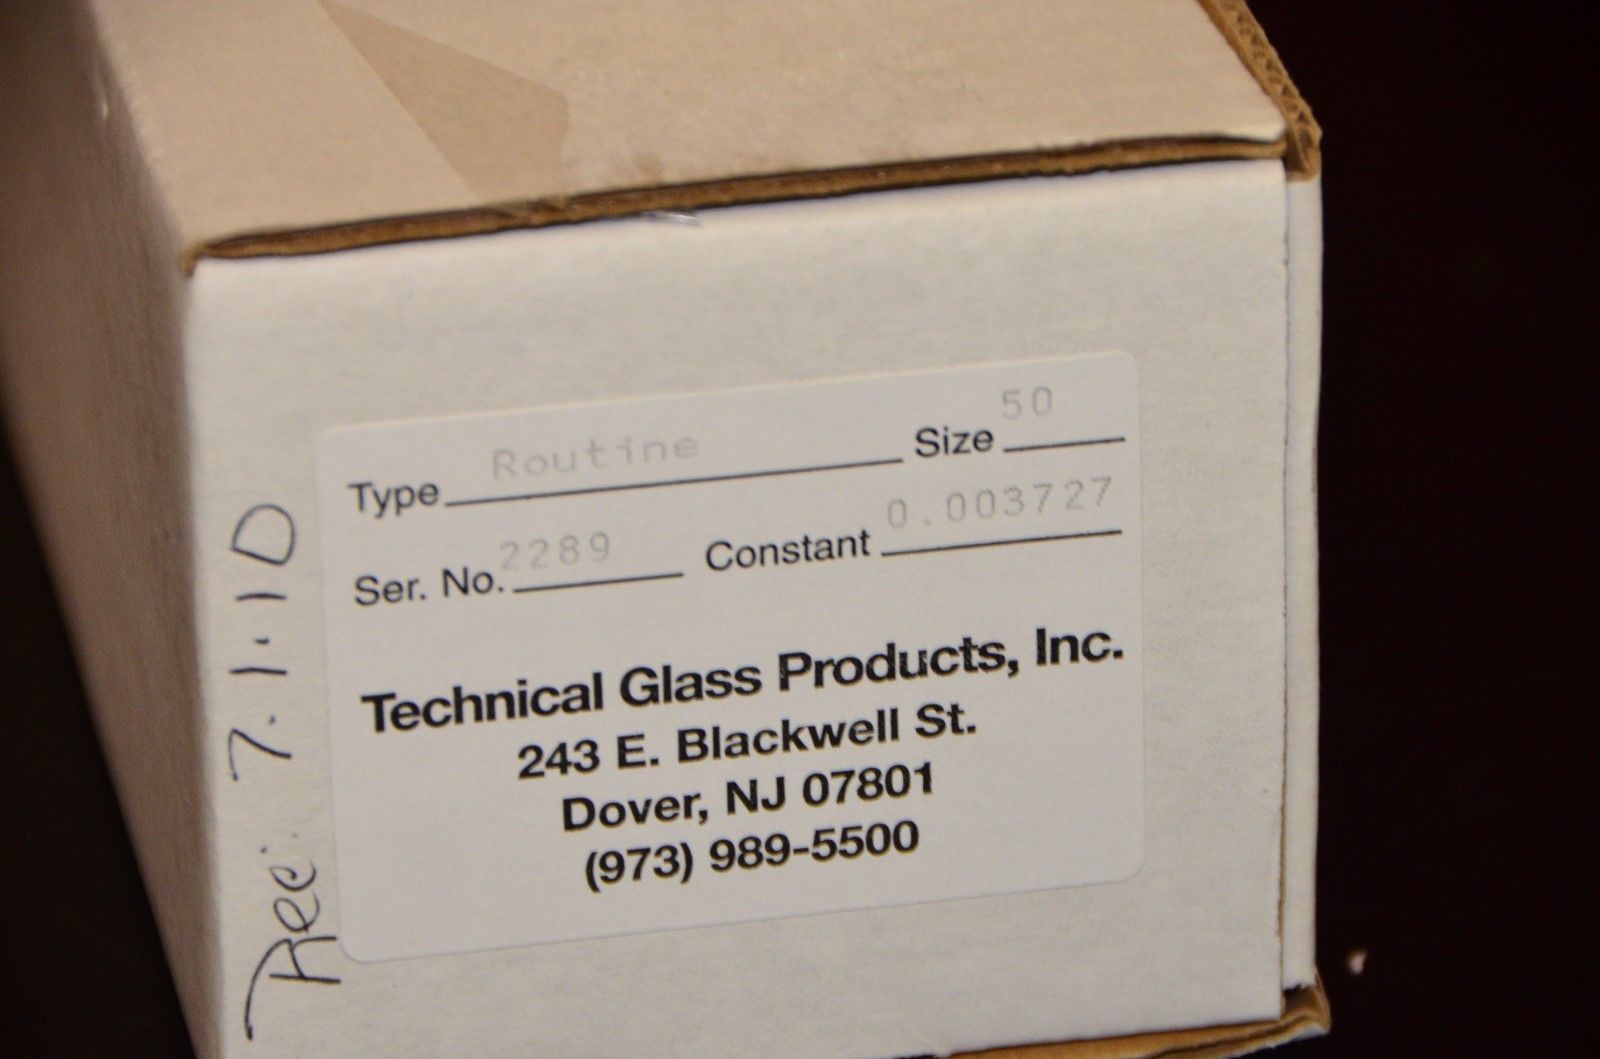 Type Routine Size 50
Ser. No. 2289 Constant 0.003727
Technical Glass Products, Inc.
243 E. Blackwell St.
Dover, NJ 07801
(973) 989-5500
Rec: 7.1.10